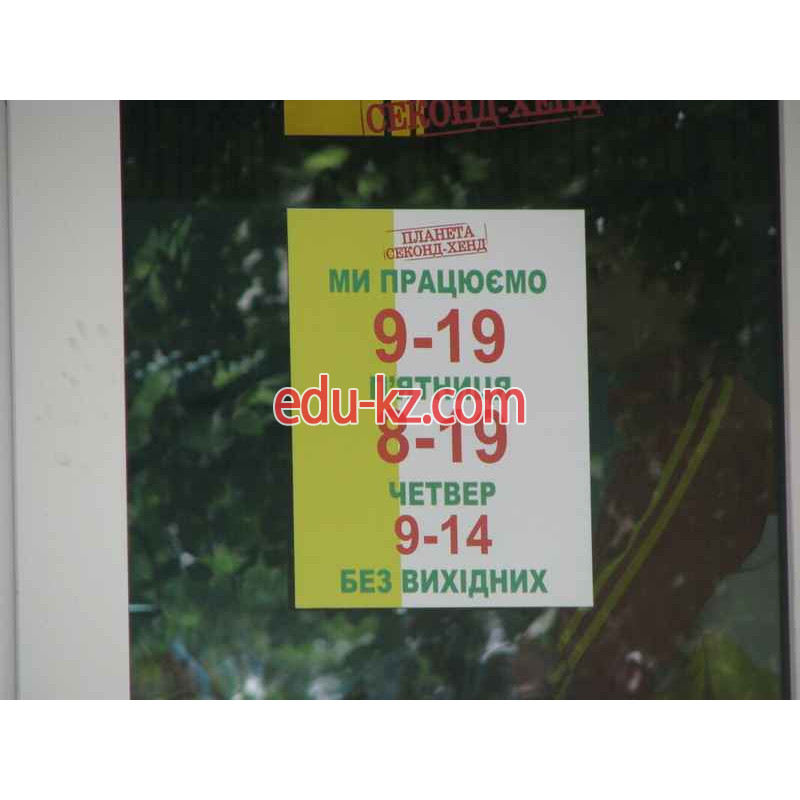 СЕКОНД-ХЕНД
ПЛАНЕТА
СЕКОНД-ХЕНД
МИ ПРАЦЮЄМО
9-19
П'ЯТНИЦЯ
edu-kz.com
8-19
ЧЕТВЕР
9-14
БЕЗ ВИХІДНИХ